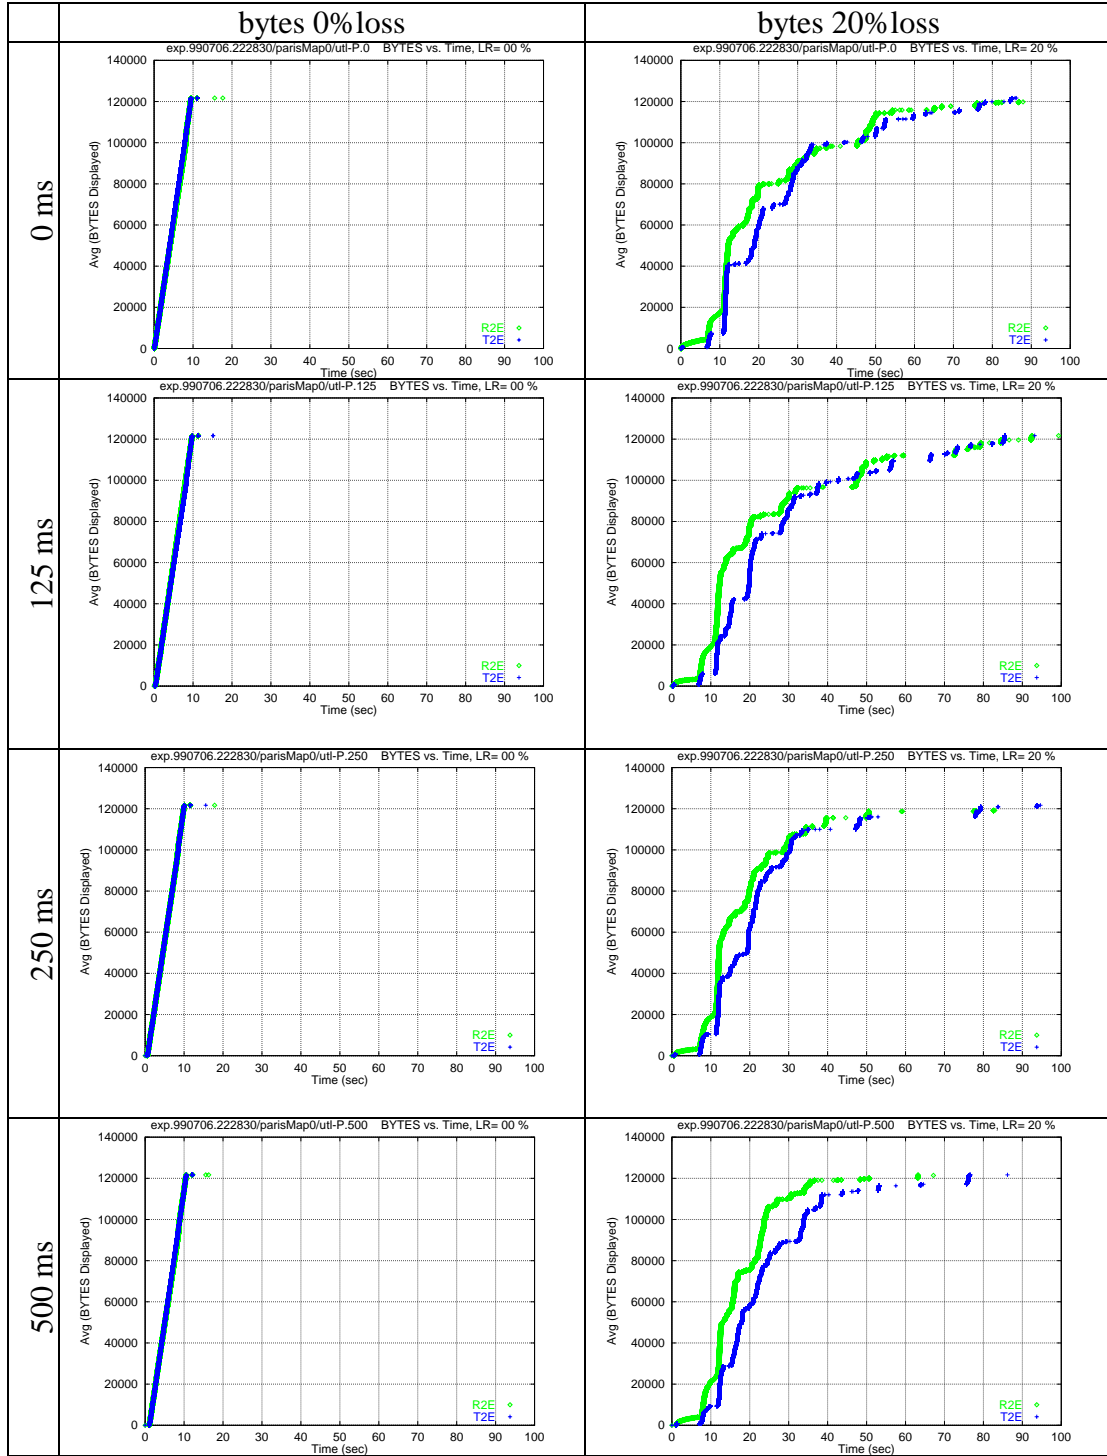 bytes 0%loss
bytes 20%loss
0 ms
exp.990706.222830/parisMap0/utl-P.0 BYTES vs. Time, LR= 00 %
Avg (BYTES Displayed)
140000
120000
100000
80000
60000
40000
20000
0
R2E
T2E
0 10 20 30 40 50 60 70 80 90 100
Time (sec)
exp.990706.222830/parisMap0/utl-P.0 BYTES vs. Time, LR= 20 %
Avg (BYTES Displayed)
140000
120000
100000
80000
60000
40000
20000
0
R2E
T2E
0 10 20 30 40 50 60 70 80 90 100
Time (sec)
125 ms
exp.990706.222830/parisMap0/utl-P.125 BYTES vs. Time, LR= 00 %
Avg (BYTES Displayed)
140000
120000
100000
80000
60000
40000
20000
0
R2E
T2E
0 10 20 30 40 50 60 70 80 90 100
Time (sec)
exp.990706.222830/parisMap0/utl-P.125 BYTES vs. Time, LR= 20 %
Avg (BYTES Displayed)
140000
120000
100000
80000
60000
40000
20000
0
R2E
T2E
0 10 20 30 40 50 60 70 80 90 100
Time (sec)
250 ms
exp.990706.222830/parisMap0/utl-P.250 BYTES vs. Time, LR= 00 %
Avg (BYTES Displayed)
140000
120000
100000
80000
60000
40000
20000
0
R2E
T2E
0 10 20 30 40 50 60 70 80 90 100
Time (sec)
exp.990706.222830/parisMap0/utl-P.250 BYTES vs. Time, LR= 20 %
Avg (BYTES Displayed)
140000
120000
100000
80000
60000
40000
20000
0
R2E
T2E
0 10 20 30 40 50 60 70 80 90 100
Time (sec)
500 ms
exp.990706.222830/parisMap0/utl-P.500 BYTES vs. Time, LR= 00 %
Avg (BYTES Displayed)
140000
120000
100000
80000
60000
40000
20000
0
R2E
T2E
0 10 20 30 40 50 60 70 80 90 100
Time (sec)
exp.990706.222830/parisMap0/utl-P.500 BYTES vs. Time, LR= 20 %
Avg (BYTES Displayed)
140000
120000
100000
80000
60000
40000
20000
0
R2E
T2E
0 10 20 30 40 50 60 70 80 90 100
Time (sec)